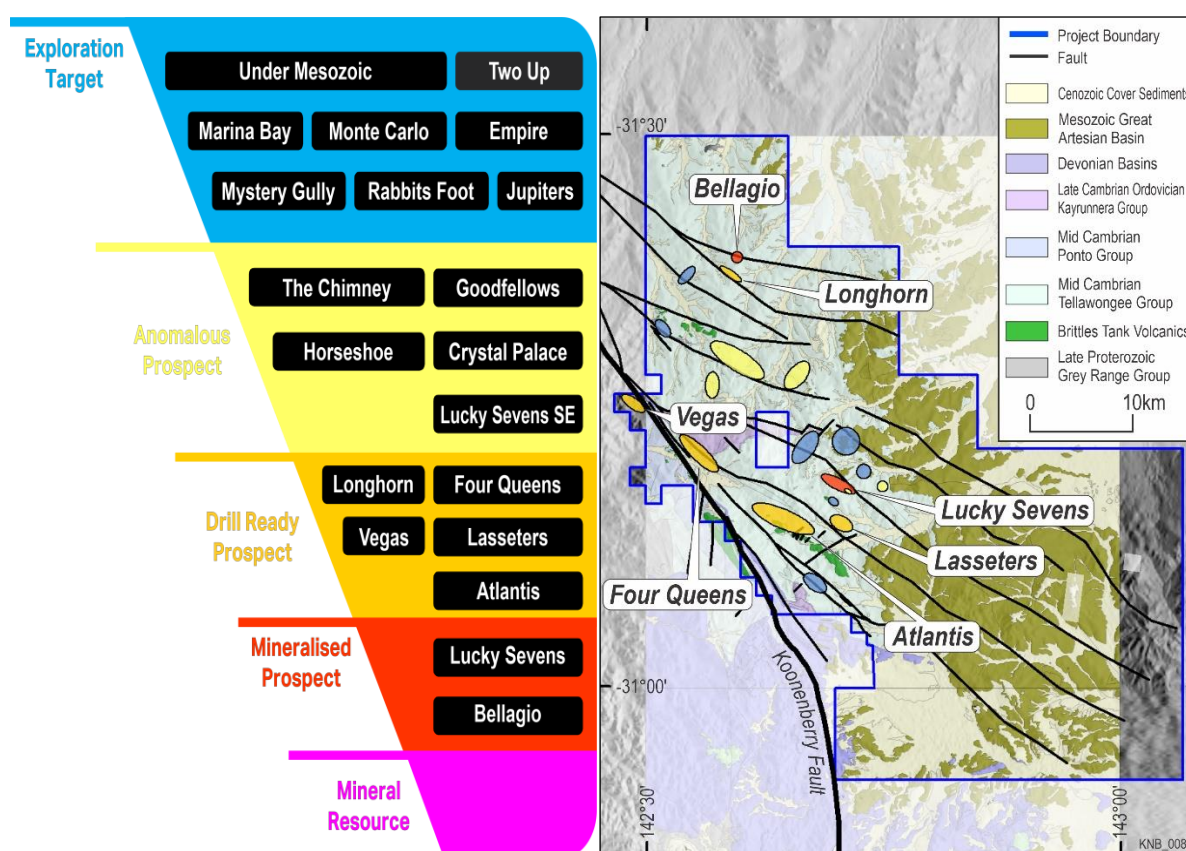 Exploration
Target
Under Mesozoic
Two Up
Marina Bay
Monte Carlo
Empire
Mystery Gully
Rabbits Foot
Jupiters
Anomalous
Prospect
The Chimney
Goodfellows
Horseshoe
Crystal Palace
Lucky Sevens SE
Drill Ready
Prospect
Longhorn
Four Queens
Vegas
Lasseters
Atlantis
Mineralised
Prospect
Lucky Sevens
Bellagio
Mineral
Resource
-31°30'
-31°00'
142°30'
143°00'
Bellagio
Longhorn
Vegas
Lucky Sevens
Lasseters
Four Queens
Atlantis
Koonenberry Fault
Project Boundary
Fault
Cenozoic Cover Sediments
Mesozoic Great
Artesian Basin
Devonian Basins
Late Cambrian Ordovician
Kayrunnera Group
Mid Cambrian
Ponto Group
Mid Cambrian
Tellawongee Group
Brittles Tank Volcanics
Late Proterozoic
Grey Range Group
0 10km
KNB_008